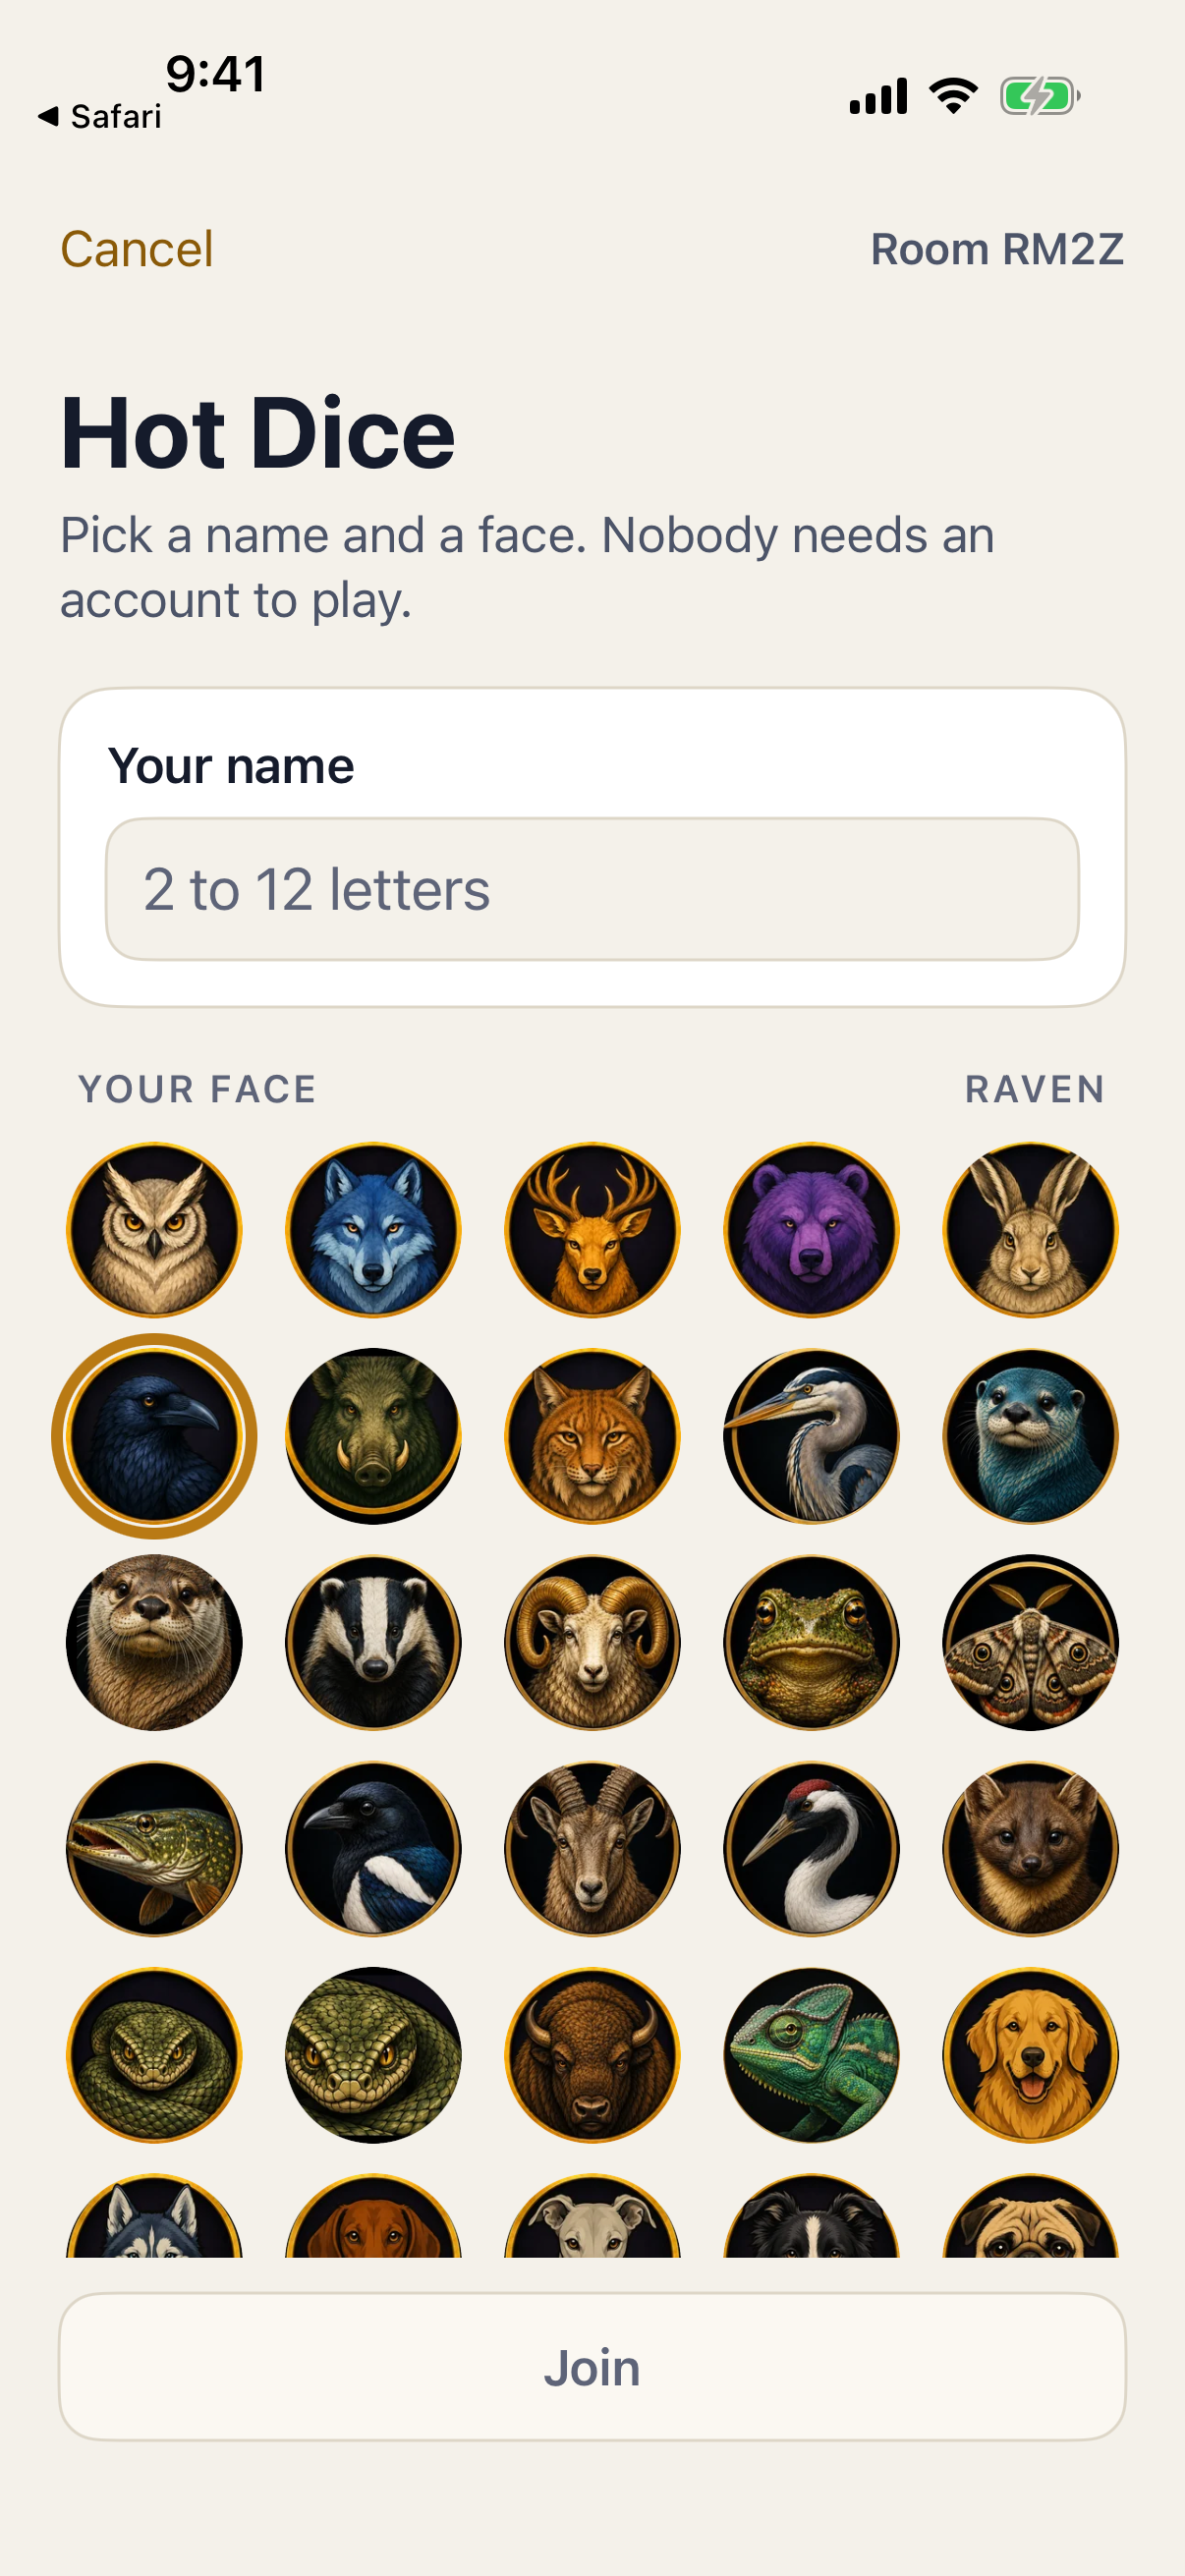 9:41
◀ Safari
Cancel
Room RM2Z
Hot Dice
Pick a name and a face. Nobody needs an
account to play.
Your name
2 to 12 letters
YOUR FACE
RAVEN
Join